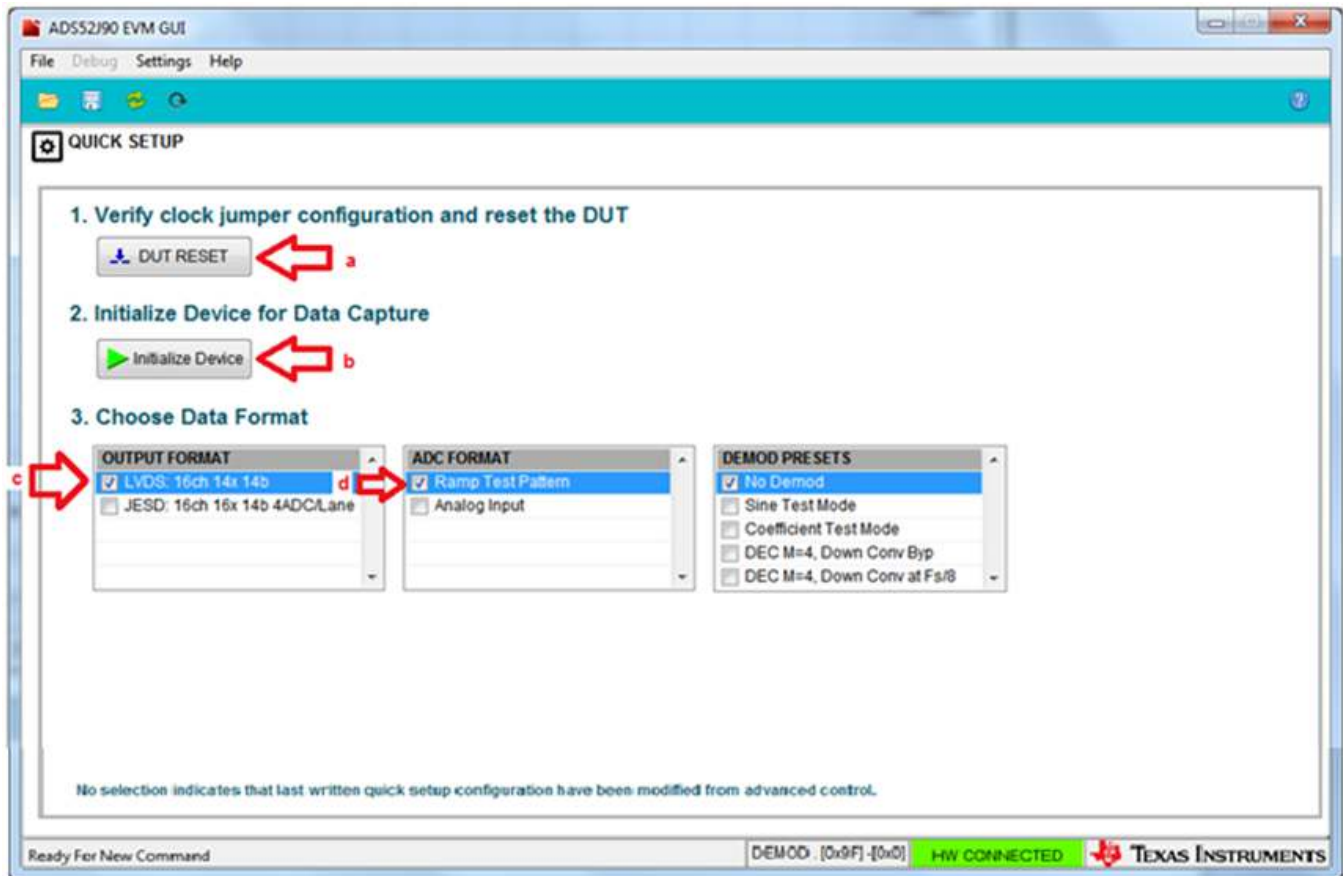 ADS52J90 EVM GUI
File Debug Settings Help
QUICK SETUP
1. Verify clock jumper configuration and reset the DUT
DUT RESET
a
2. Initialize Device for Data Capture
Initialize Device
b
3. Choose Data Format
OUTPUT FORMAT
c
LVDS: 16ch 14x 14b
JESD: 16ch 16x 14b 4ADC/Lane
ADC FORMAT
d
Ramp Test Pattern
Analog Input
DEMOD PRESETS
No Demod
Sine Test Mode
Coefficient Test Mode
DEC M=4, Down Conv Byp
DEC M=4, Down Conv at Fs/8
No selection indicates that last written quick setup configuration have been modified from advanced control.
Ready For New Command
DEMOD . [0x9F] -[0x0]
HW CONNECTED
TEXAS INSTRUMENTS